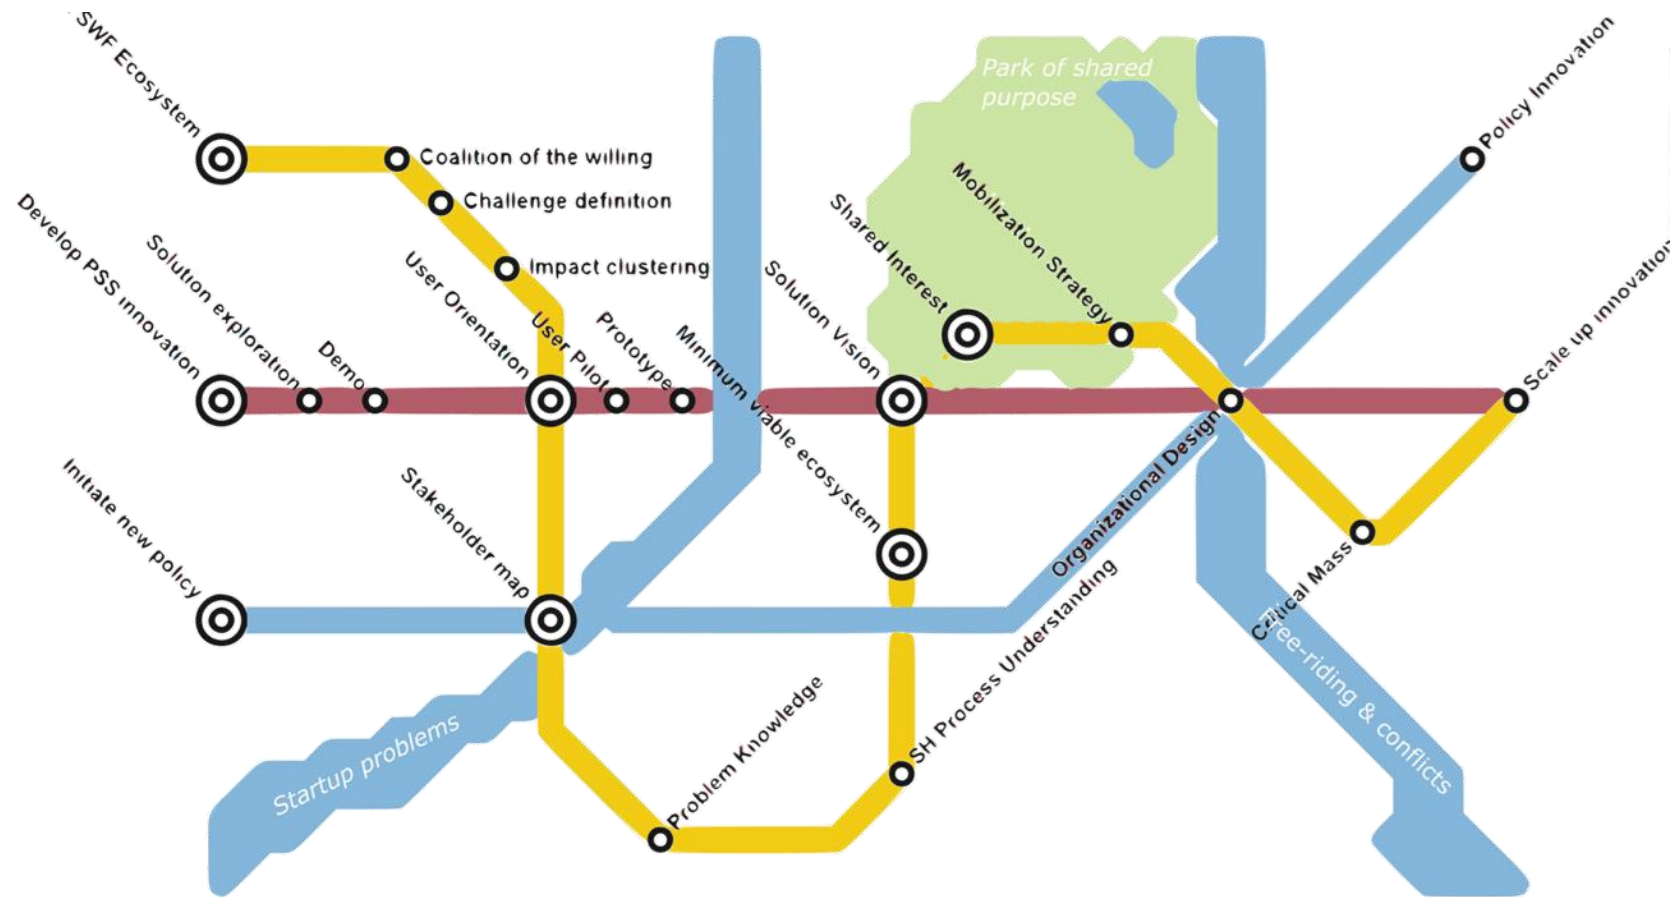 SWF Ecosystem
Coalition of the willing
Challenge definition
Impact clustering
Park of shared
purpose
Policy Innovation
Develop PSS innovation
Solution exploration
Demo
User Orientation
User Pilot
Prototype
Minimum viable ecosystem
Solution Vision
Shared Interest
Mobilization Strategy
Scale up innovation
Initiate new policy
Stakeholder map
Organizational Design
Critical Mass
Free-riding & conflicts
SH Process Understanding
Problem Knowledge
Startup problems